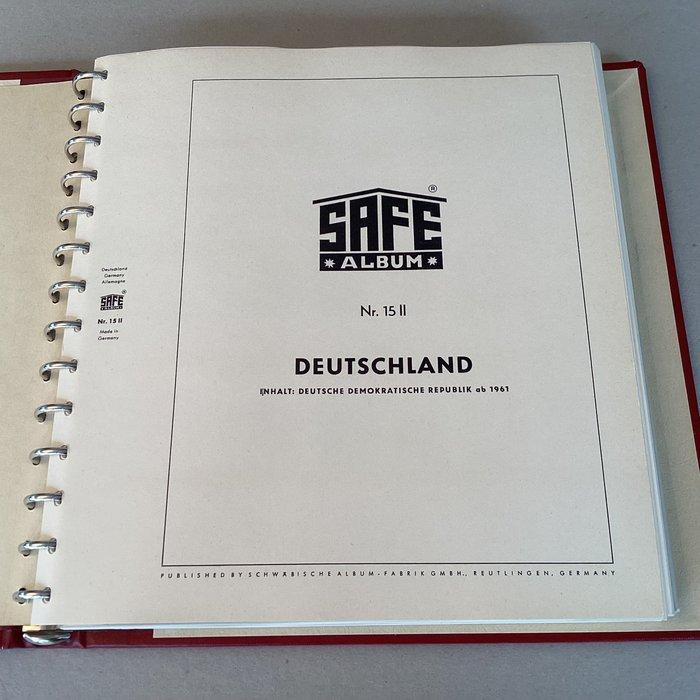 SAFE ®
* ALBUM *
Nr. 15 II
DEUTSCHLAND
INHALT: DEUTSCHE DEMOKRATISCHE REPUBLIK ab 1961
PUBLISHED BY SCHWÄBISCHE ALBUM-FABRIK GMBH., REUTLINGEN, GERMANY
Deutschland
Germany
Allemagne
SAFE ®
ALBUM
Nr. 15 II
Made in
Germany